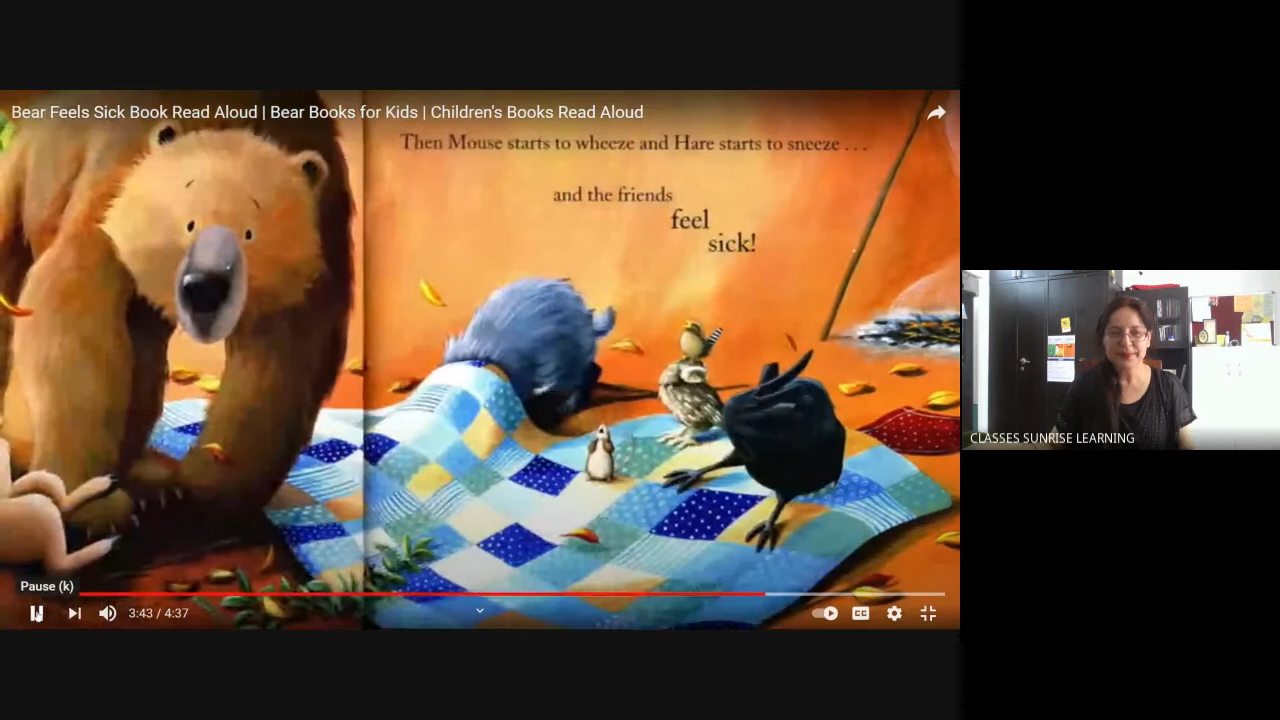 Bear Feels Sick Book Read Aloud | Bear Books for Kids | Children's Books Read Aloud
Then Mouse starts to wheeze and Hare starts to sneeze . . .
and the friends
feel
sick!
Pause (k)
3:43 / 4:37
CC
CLASSES SUNRISE LEARNING